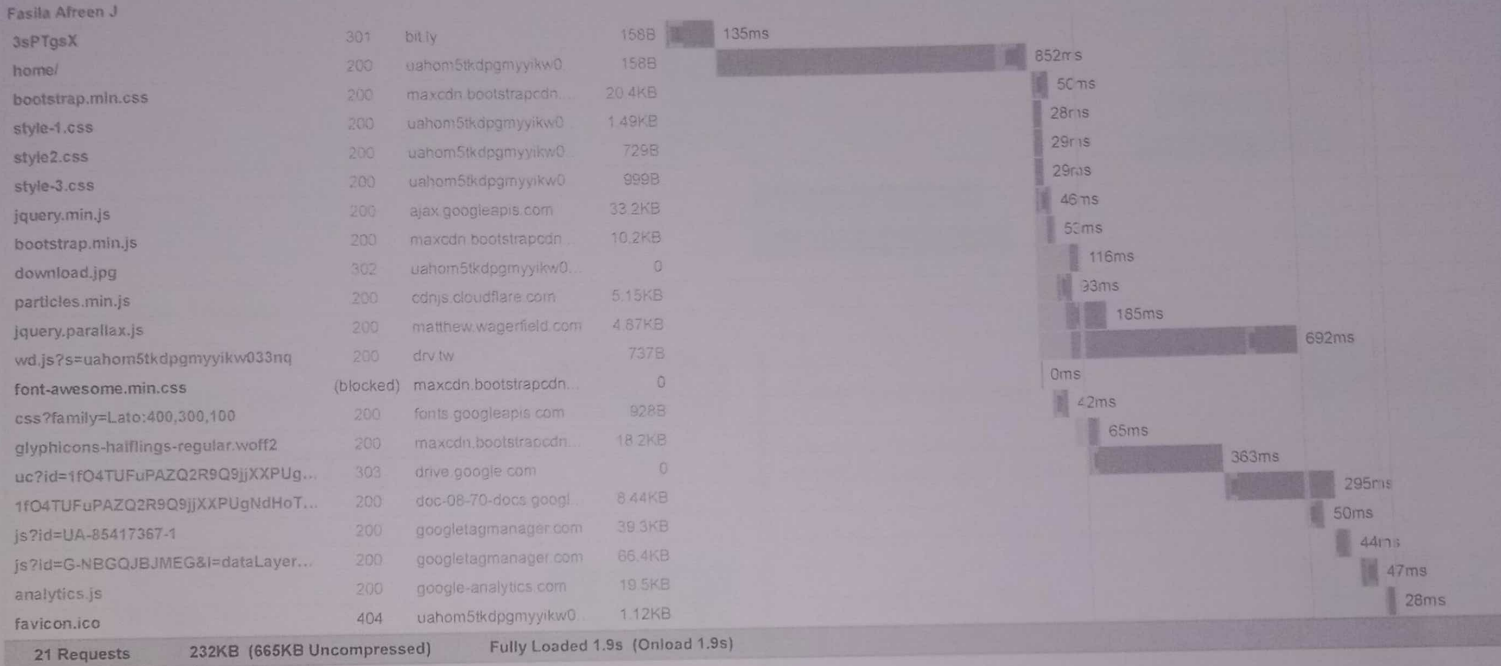 Fasila Afreen J
3sPTgsX 301 bit.ly 158B 135ms
home/ 200 uahom5tkdpgmyyikw0 158B 852ms
bootstrap.min.css 200 maxcdn.bootstrapcdn.... 20.4KB 50ms
style-1.css 200 uahom5tkdpgmyyikw0 1.49KB 28ms
style2.css 200 uahom5tkdpgmyyikw0 729B 29ms
style-3.css 200 uahom5tkdpgmyyikw0 999B 29ms
jquery.min.js 200 ajax.googleapis.com 33.2KB 46ms
bootstrap.min.js 200 maxcdn.bootstrapcdn... 10.2KB 53ms
download.jpg 302 uahom5tkdpgmyyikw0... 0 116ms
particles.min.js 200 cdnjs.cloudflare.com 5.15KB 93ms
jquery.parallax.js 200 matthew.wagerfield.com 4.87KB 185ms
wd.js?s=uahom5tkdpgmyyikw033nq 200 drv.tw 737B 692ms
font-awesome.min.css (blocked) maxcdn.bootstrapcdn... 0 0ms
css?family=Lato:400,300,100 200 fonts.googleapis.com 928B 42ms
glyphicons-halflings-regular.woff2 200 maxcdn.bootstrapcdn... 18.2KB 65ms
uc?id=1fO4TUFuPAZQ2R9Q9jjXXPUg... 303 drive.google.com 0 363ms
1fO4TUFuPAZQ2R9Q9jjXXPUgNdHoT... 200 doc-08-70-docs.googl... 8.44KB 295ms
js?id=UA-85417367-1 200 googletagmanager.com 39.3KB 50ms
js?id=G-NBGQJBJMEG&l=dataLayer... 200 googletagmanager.com 66.4KB 44ms
analytics.js 200 google-analytics.com 19.5KB 47ms
favicon.ico 404 uahom5tkdpgmyyikw0... 1.12KB 28ms
21 Requests 232KB (665KB Uncompressed) Fully Loaded 1.9s (Onload 1.9s)